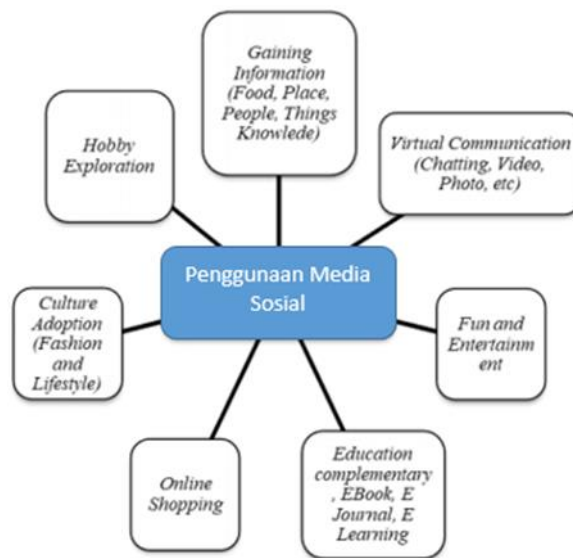 Gaining
Information
(Food, Place,
People, Things
Knowlede)
Hobby
Exploration
Virtual Communication
(Chatting, Video,
Photo, etc)
Penggunaan Media
Sosial
Culture
Adoption
(Fashion
and
Lifestyle)
Fun and
Entertainm
ent
Online
Shopping
Education
complementary
, EBook, E
Journal, E
Learning